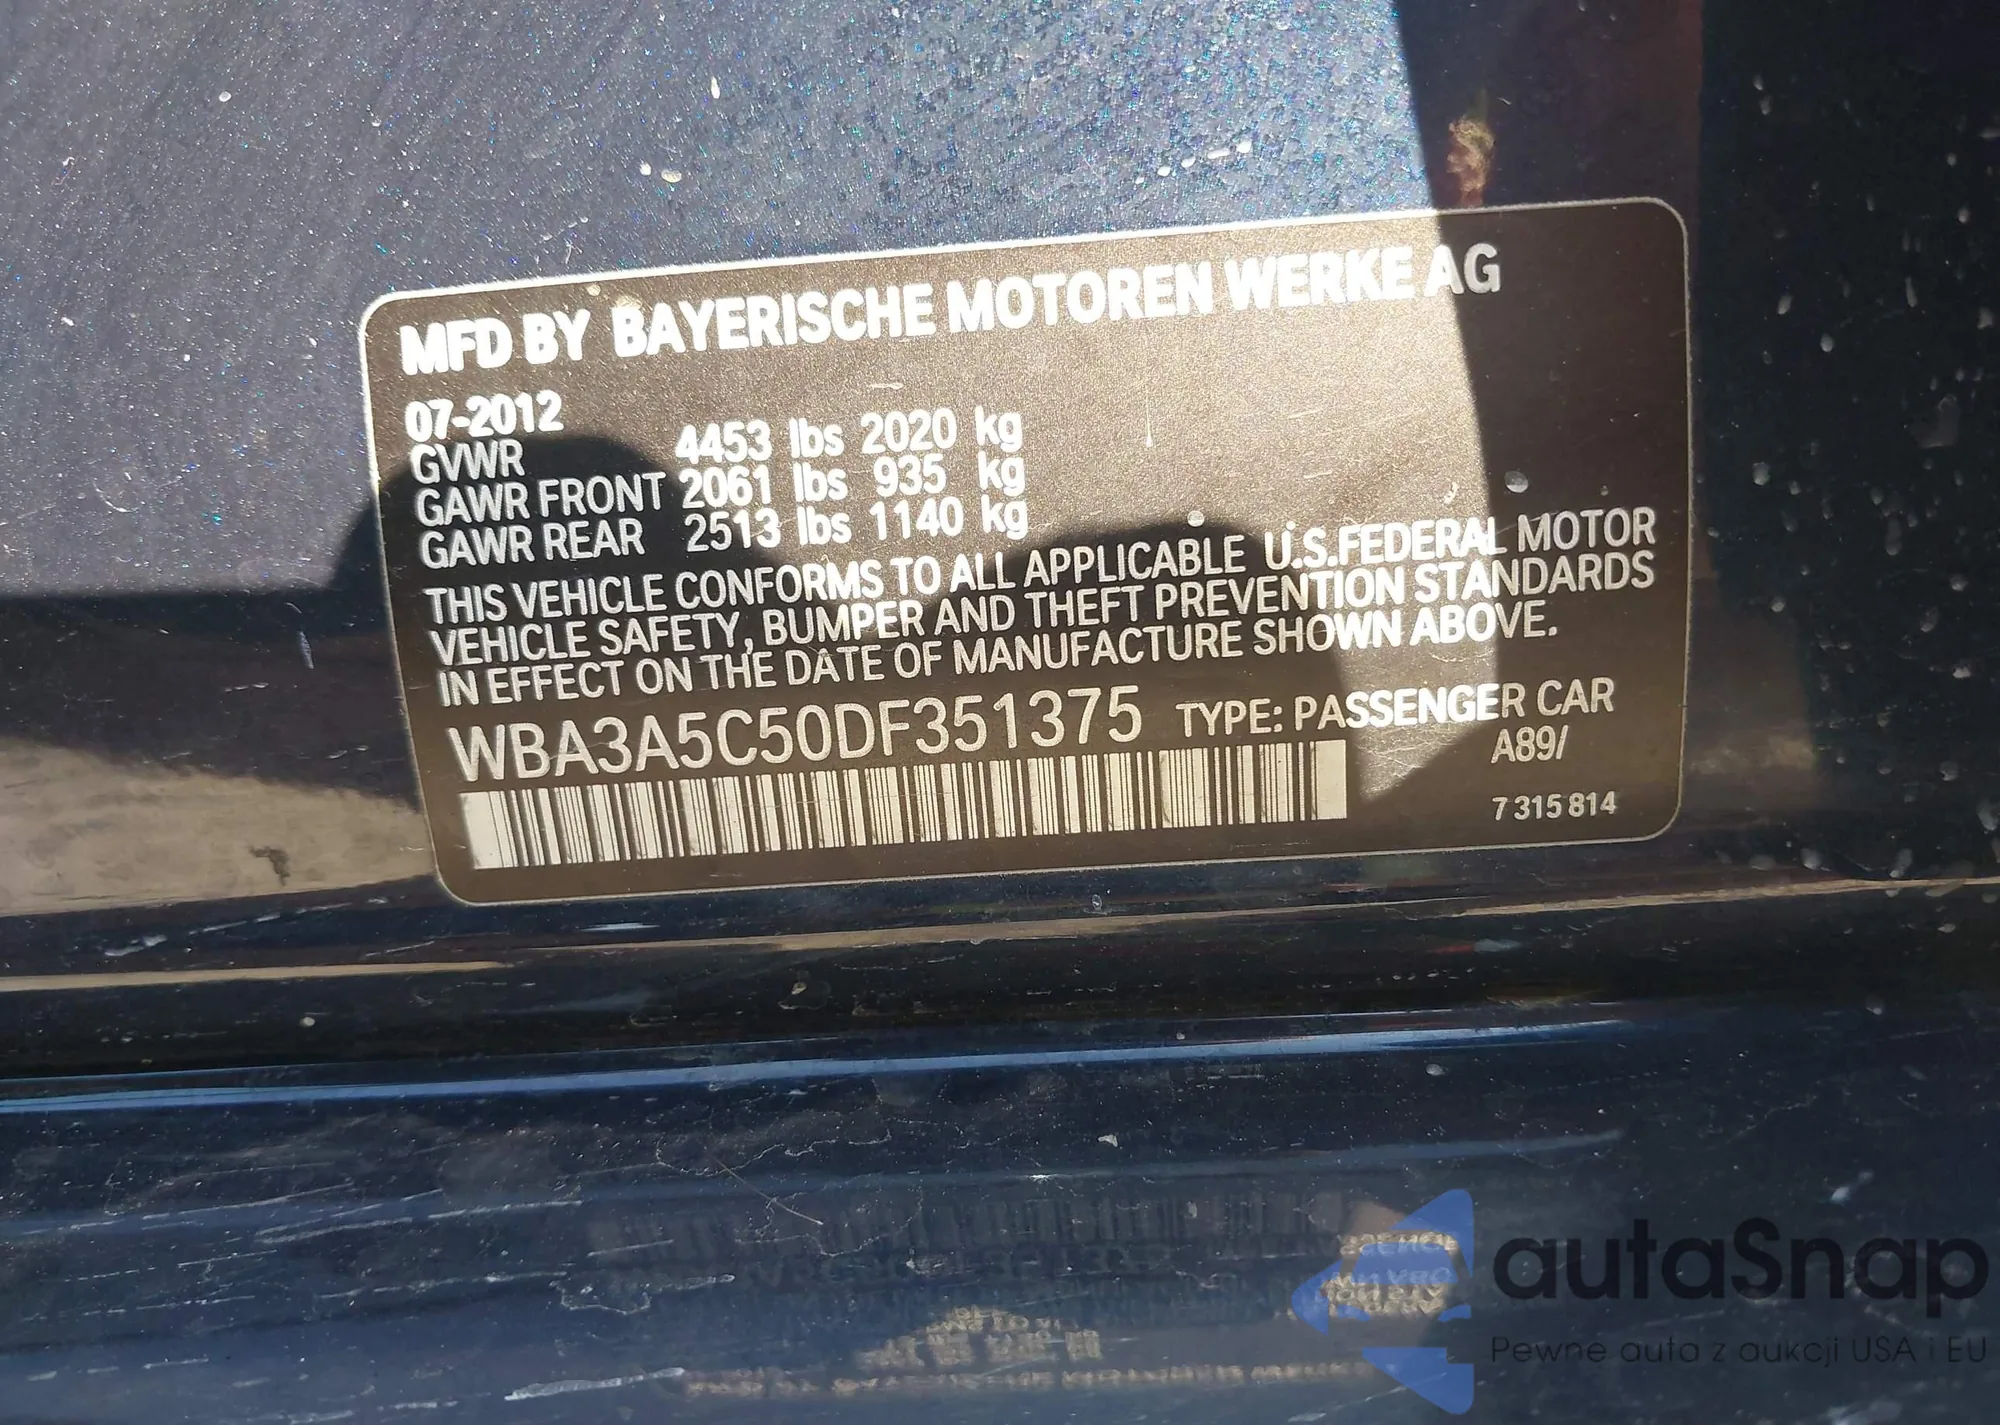 MFD BY BAYERISCHE MOTOREN WERKE AG
07-2012
GVWR 4453 lbs 2020 kg
GAWR FRONT 2061 lbs 935 kg
GAWR REAR 2513 lbs 1140 kg
THIS VEHICLE CONFORMS TO ALL APPLICABLE U.S.FEDERAL MOTOR
VEHICLE SAFETY, BUMPER AND THEFT PREVENTION STANDARDS
IN EFFECT ON THE DATE OF MANUFACTURE SHOWN ABOVE.
WBA3A5C50DF351375 TYPE: PASSENGER CAR
A89/
7 315 814
autaSnap
Pewne auta z aukcji USA i EU